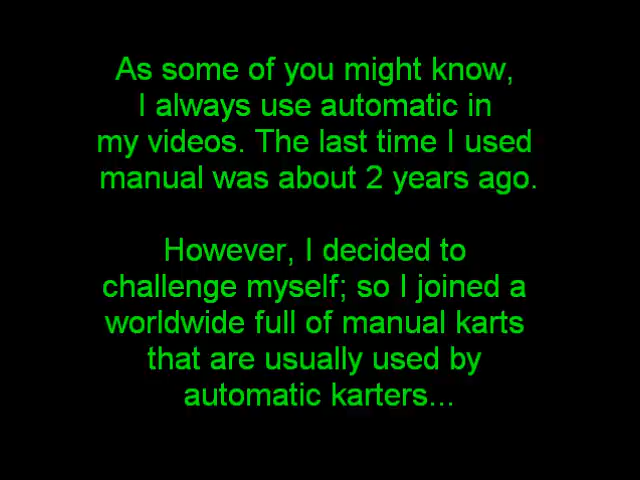 As some of you might know,
I always use automatic in
my videos. The last time I used
manual was about 2 years ago.
However, I decided to
challenge myself; so I joined a
worldwide full of manual karts
that are usually used by
automatic karters...